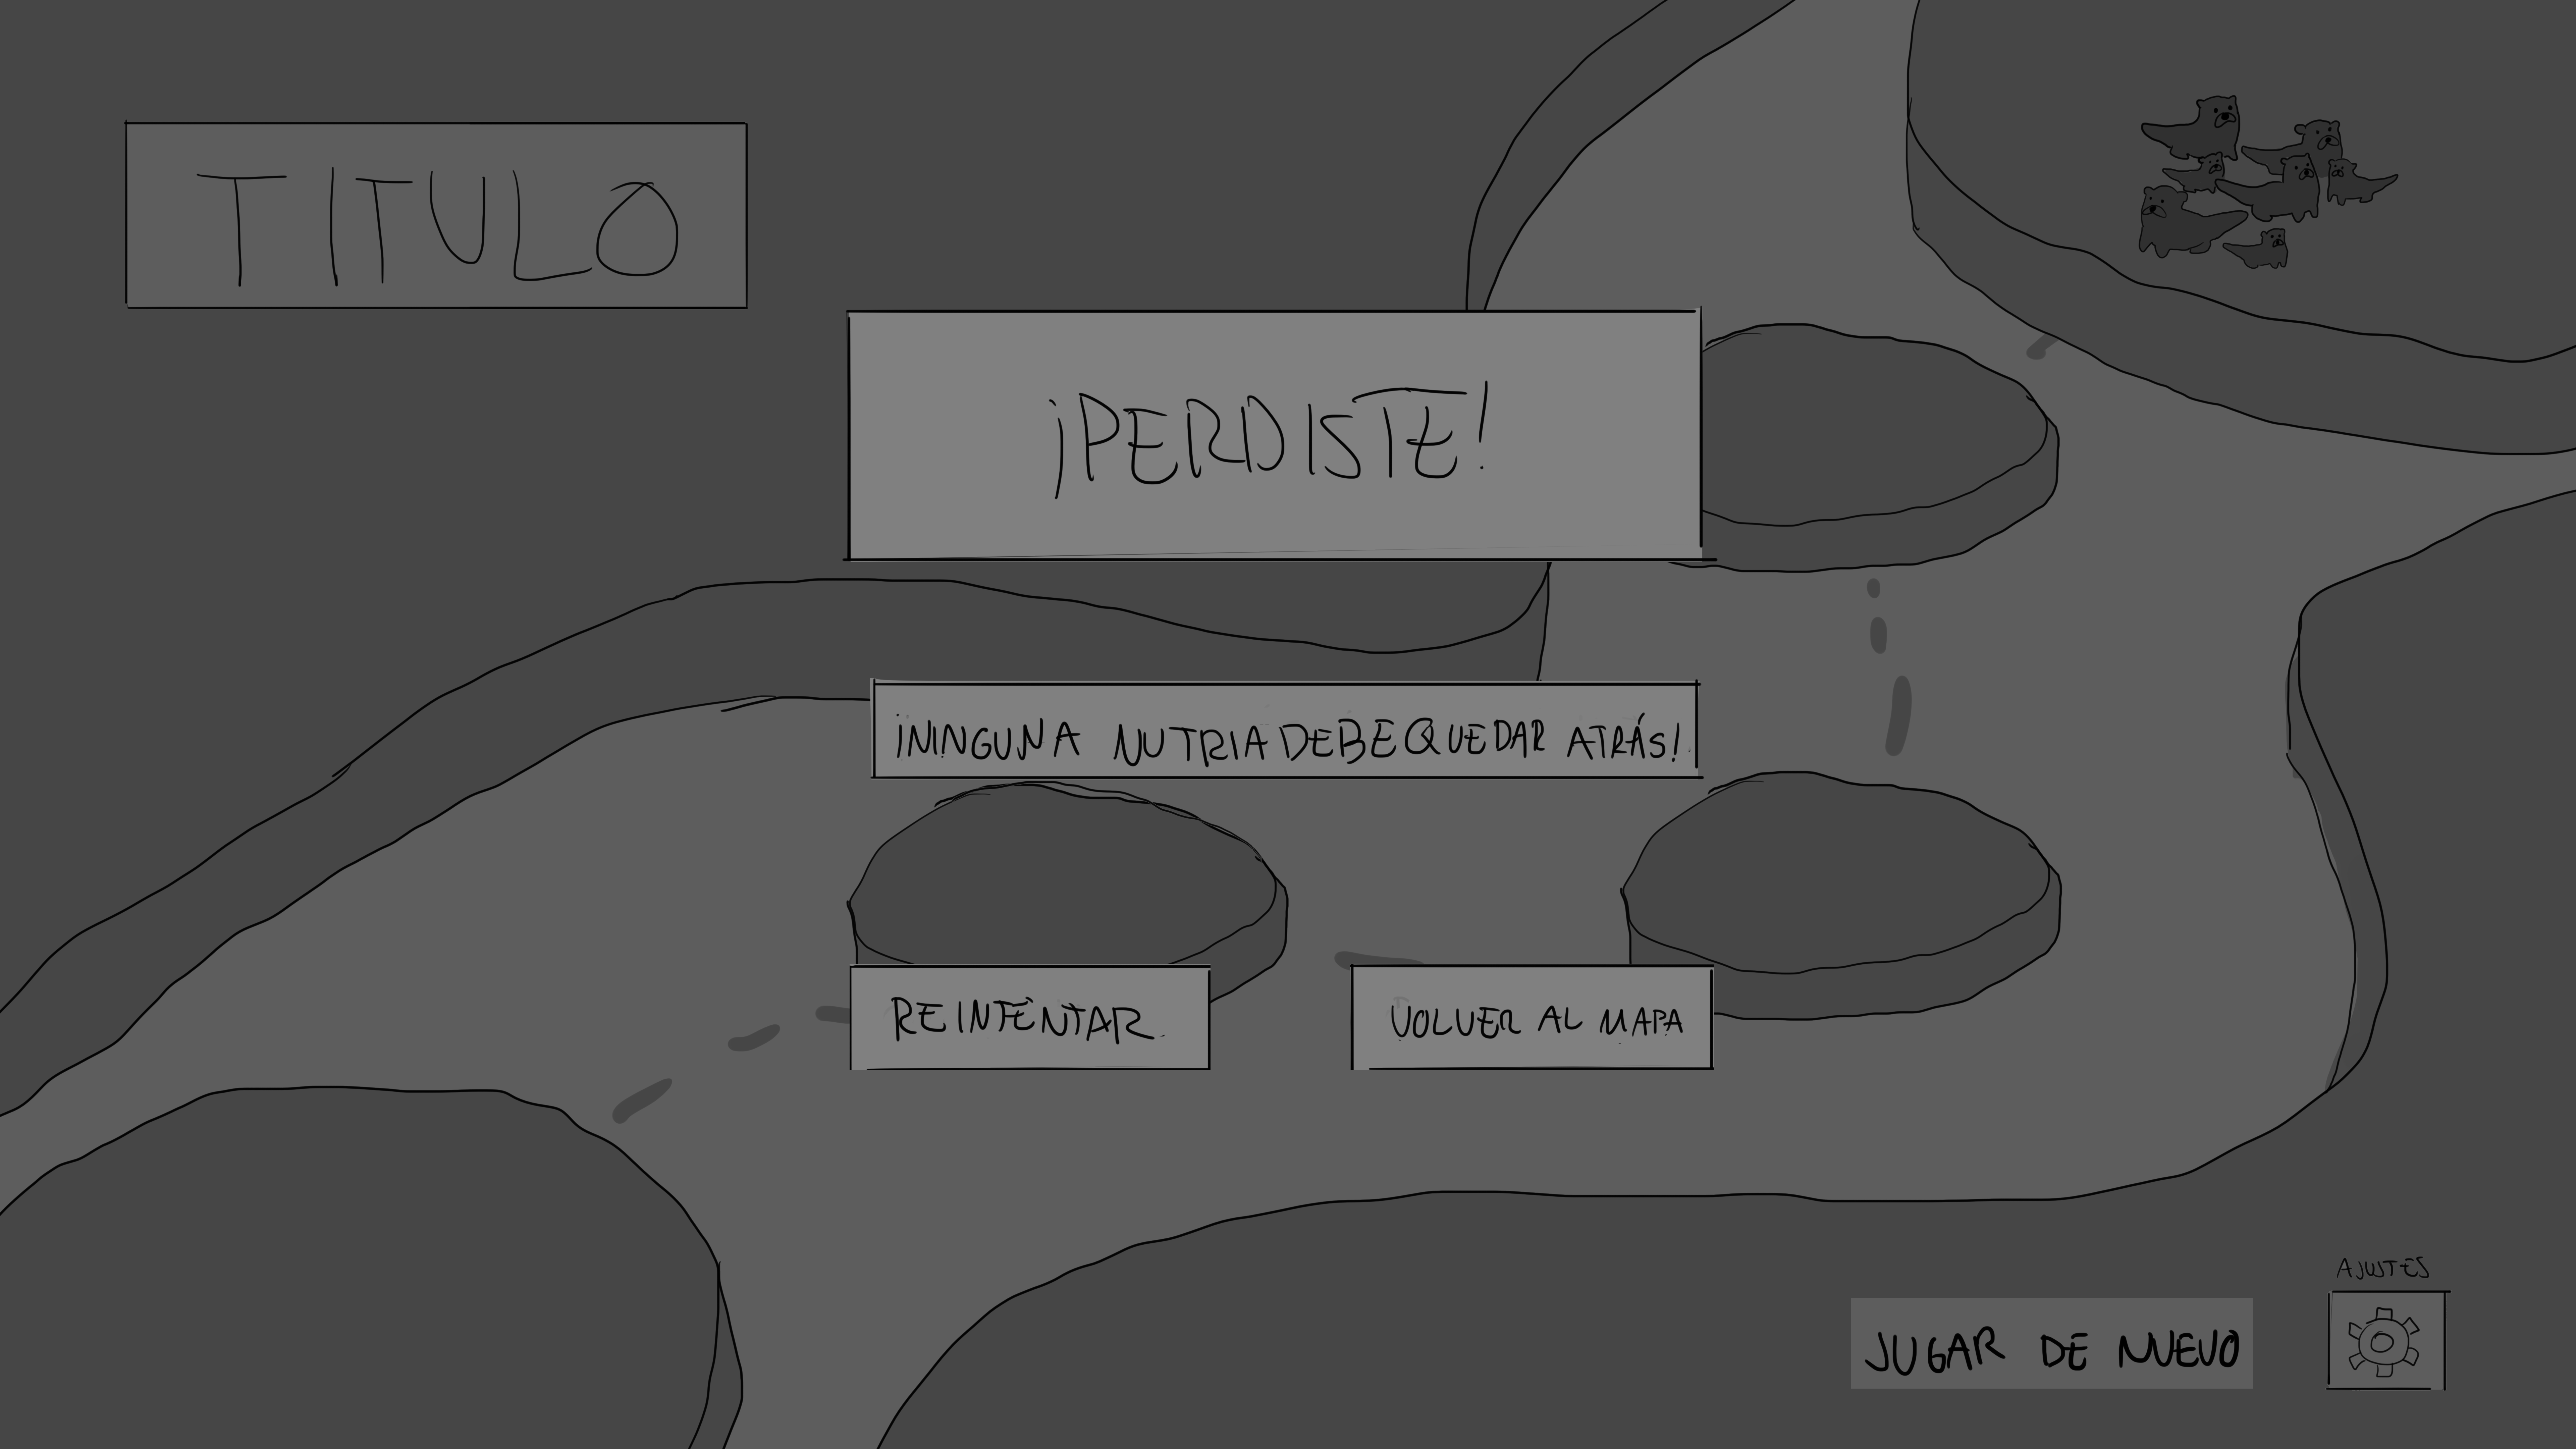 TITULO
¡PERDISTE!
¡NINGUNA NUTRIA DEBE QUEDAR ATRÁS!
REINTENTAR
VOLVER AL MAPA
AJUSTES
JUGAR DE NUEVO